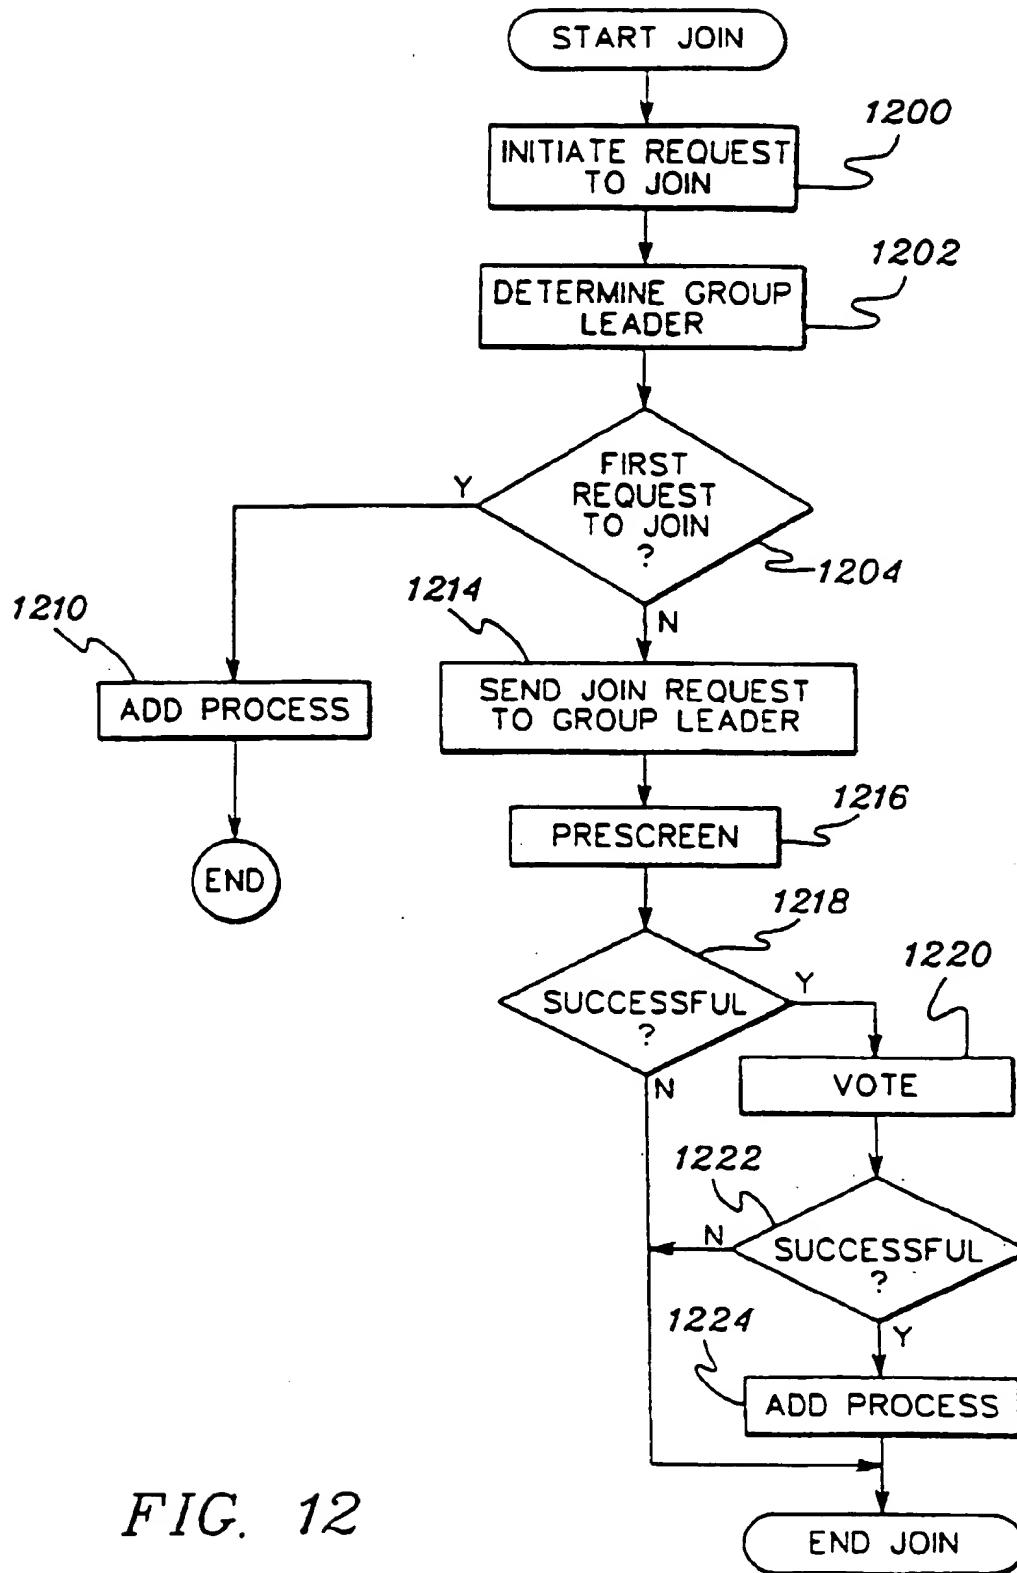 START JOIN
1200
INITIATE REQUEST
TO JOIN
1202
DETERMINE GROUP
LEADER
FIRST
REQUEST
TO JOIN
?
Y
1204
N
1210
1214
ADD PROCESS
SEND JOIN REQUEST
TO GROUP LEADER
1216
PRESCREEN
END
1218
SUCCESSFUL
?
Y
N
1220
VOTE
1222
SUCCESSFUL
?
N
Y
1224
ADD PROCESS
END JOIN
FIG. 12